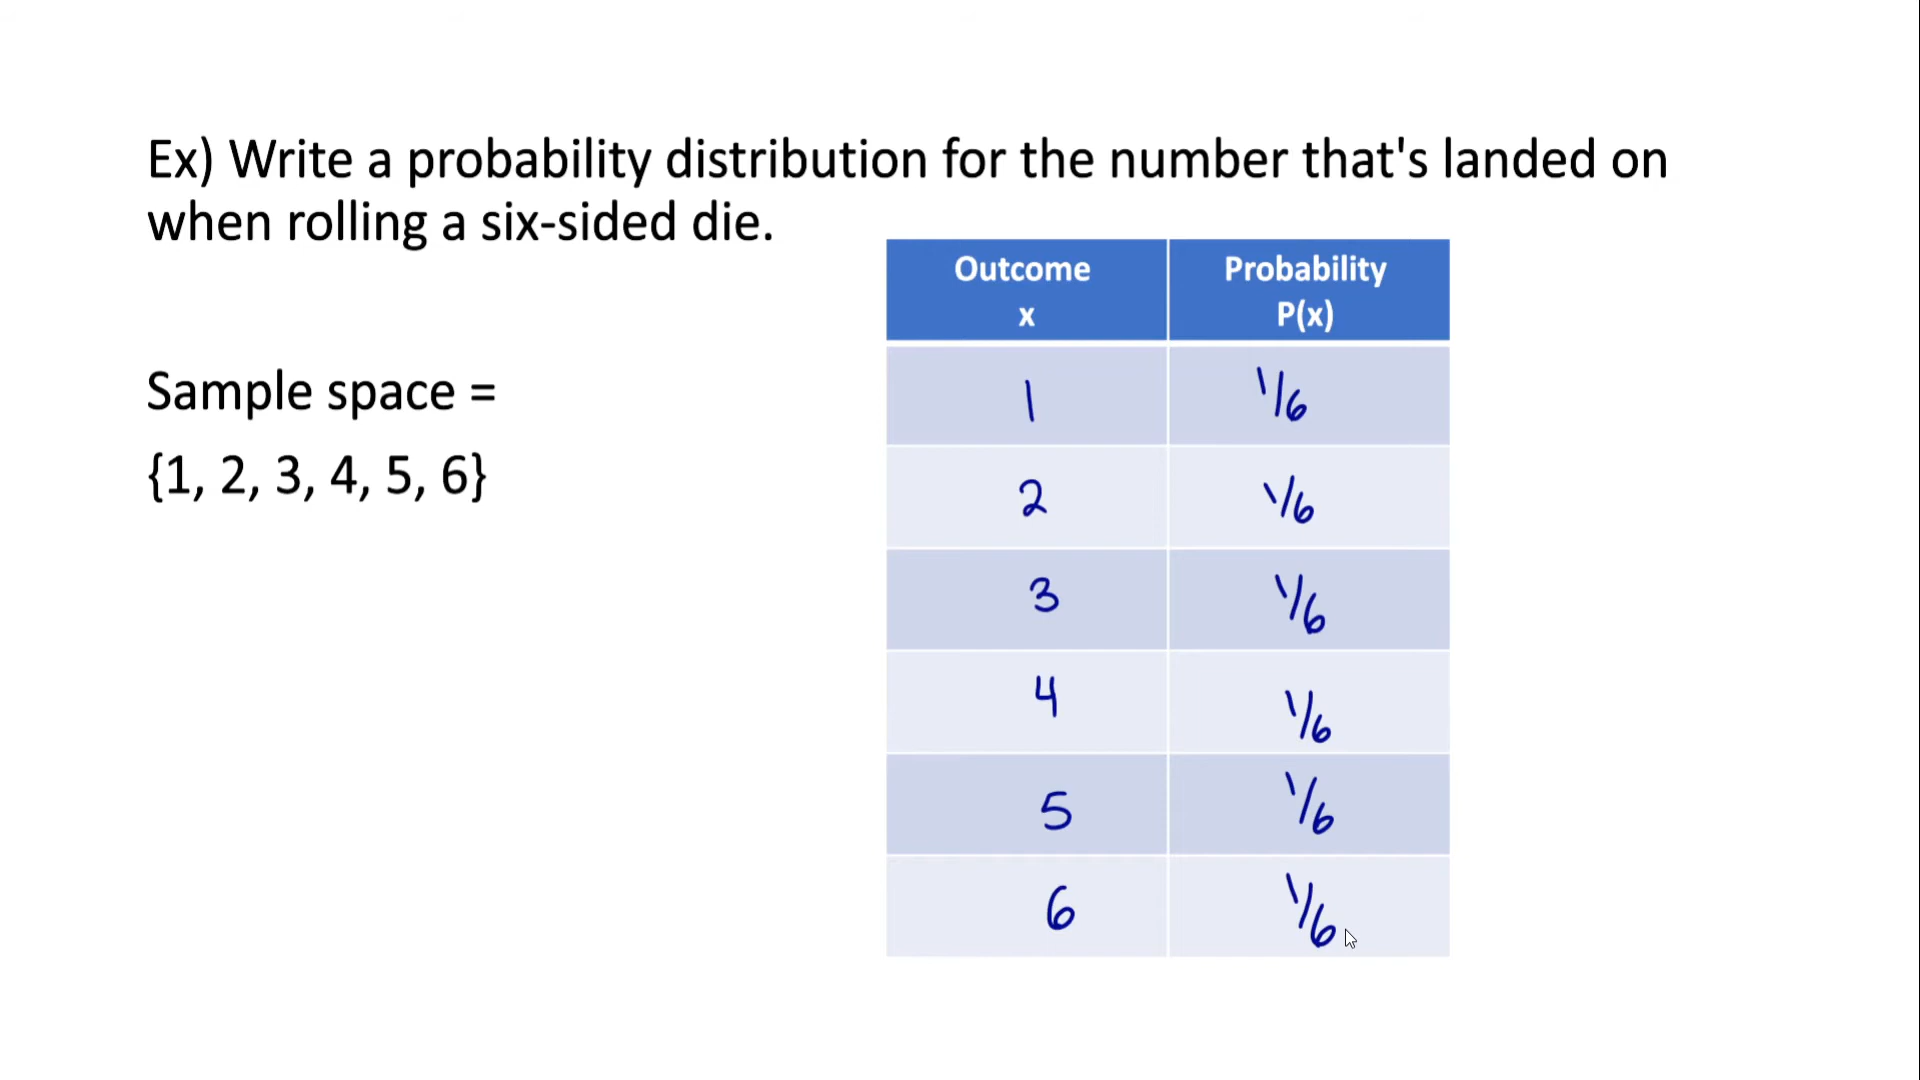 Ex) Write a probability distribution for the number that's landed on
when rolling a six-sided die.
Sample space =
{1, 2, 3, 4, 5, 6}
Outcome Probability
x P(x)
1 1/6
2 1/6
3 1/6
4 1/6
5 1/6
6 1/6